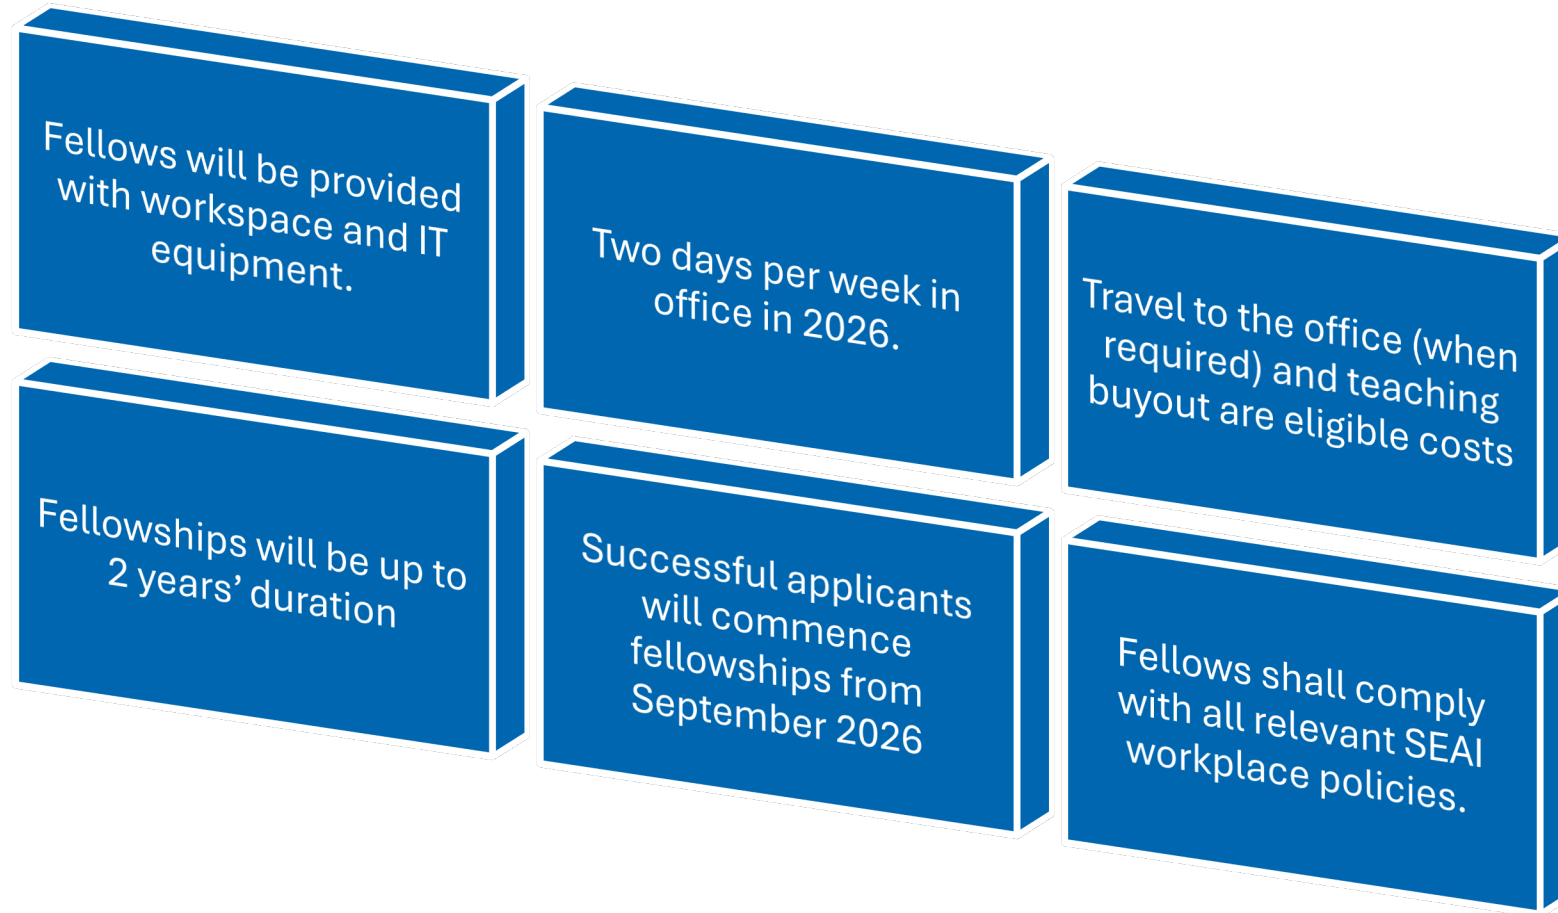 Fellows will be provided
with workspace and IT
equipment.
Two days per week in
office in 2026.
Travel to the office (when
required) and teaching
buyout are eligible costs
Fellowships will be up to
2 years’ duration
Successful applicants
will commence
fellowships from
September 2026
Fellows shall comply
with all relevant SEAI
workplace policies.